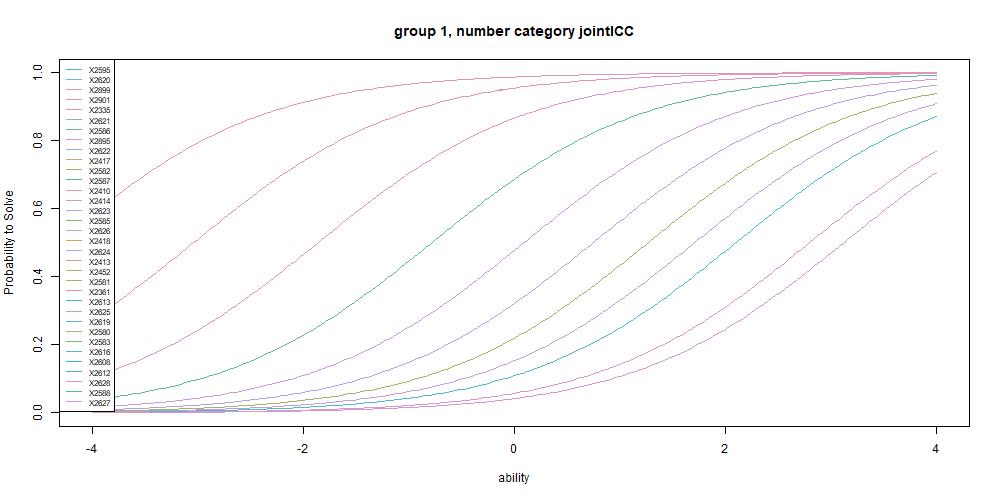 group 1, number category jointICC
Probability to Solve
1.0
0.8
0.6
0.4
0.2
0.0
X2595
X2620
X2899
X2901
X2335
X2621
X2586
X2895
X2622
X2417
X2582
X2587
X2410
X2414
X2623
X2585
X2626
X2418
X2624
X2413
X2452
X2581
X2361
X2613
X2625
X2619
X2580
X2583
X2616
X2608
X2612
X2628
X2588
X2627
-4
-2
0
2
4
ability